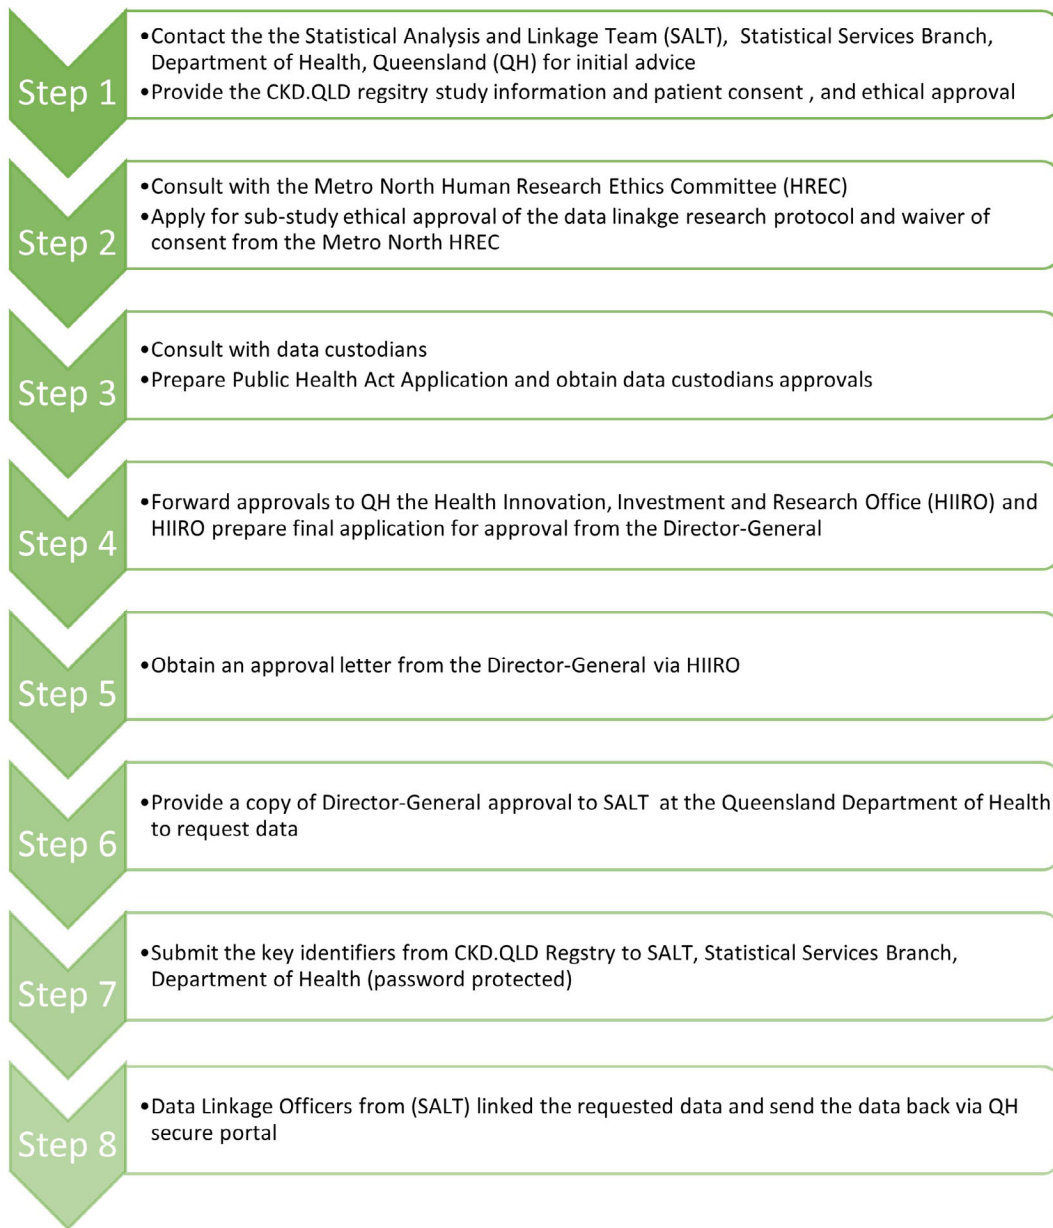 Step 1
•Contact the the Statistical Analysis and Linkage Team (SALT), Statistical Services Branch,
Department of Health, Queensland (QH) for initial advice
•Provide the CKD.QLD regsitry study information and patient consent , and ethical approval
Step 2
•Consult with the Metro North Human Research Ethics Committee (HREC)
•Apply for sub-study ethical approval of the data linakge research protocol and waiver of
consent from the Metro North HREC
Step 3
•Consult with data custodians
•Prepare Public Health Act Application and obtain data custodians approvals
Step 4
•Forward approvals to QH the Health Innovation, Investment and Research Office (HIIRO) and
HIIRO prepare final application for approval from the Director-General
Step 5
•Obtain an approval letter from the Director-General via HIIRO
Step 6
•Provide a copy of Director-General approval to SALT at the Queensland Department of Health
to request data
Step 7
•Submit the key identifiers from CKD.QLD Regstry to SALT, Statistical Services Branch,
Department of Health (password protected)
Step 8
•Data Linkage Officers from (SALT) linked the requested data and send the data back via QH
secure portal